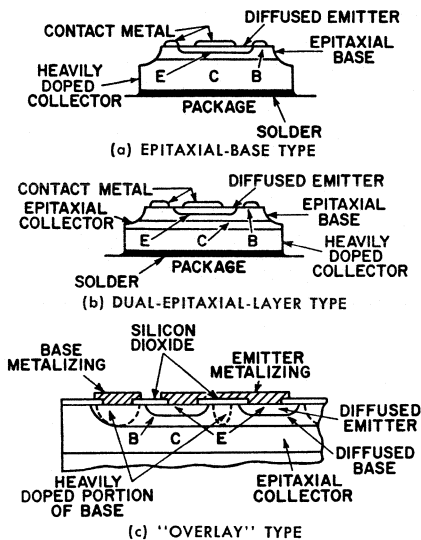 DIFFUSED EMITTER
CONTACT METAL
EPITAXIAL
BASE
HEAVILY
DOPED
COLLECTOR
E C B
PACKAGE
SOLDER
(a) EPITAXIAL-BASE TYPE
CONTACT METAL
DIFFUSED EMITTER
EPITAXIAL
COLLECTOR
EPITAXIAL
BASE
E C B
HEAVILY
DOPED
COLLECTOR
SOLDER
PACKAGE
(b) DUAL-EPITAXIAL-LAYER TYPE
SILICON
DIOXIDE
BASE
METALIZING
EMITTER
METALIZING
B C E
DIFFUSED
EMITTER
DIFFUSED
BASE
HEAVILY
DOPED PORTION
OF BASE
EPITAXIAL
COLLECTOR
(c) "OVERLAY" TYPE